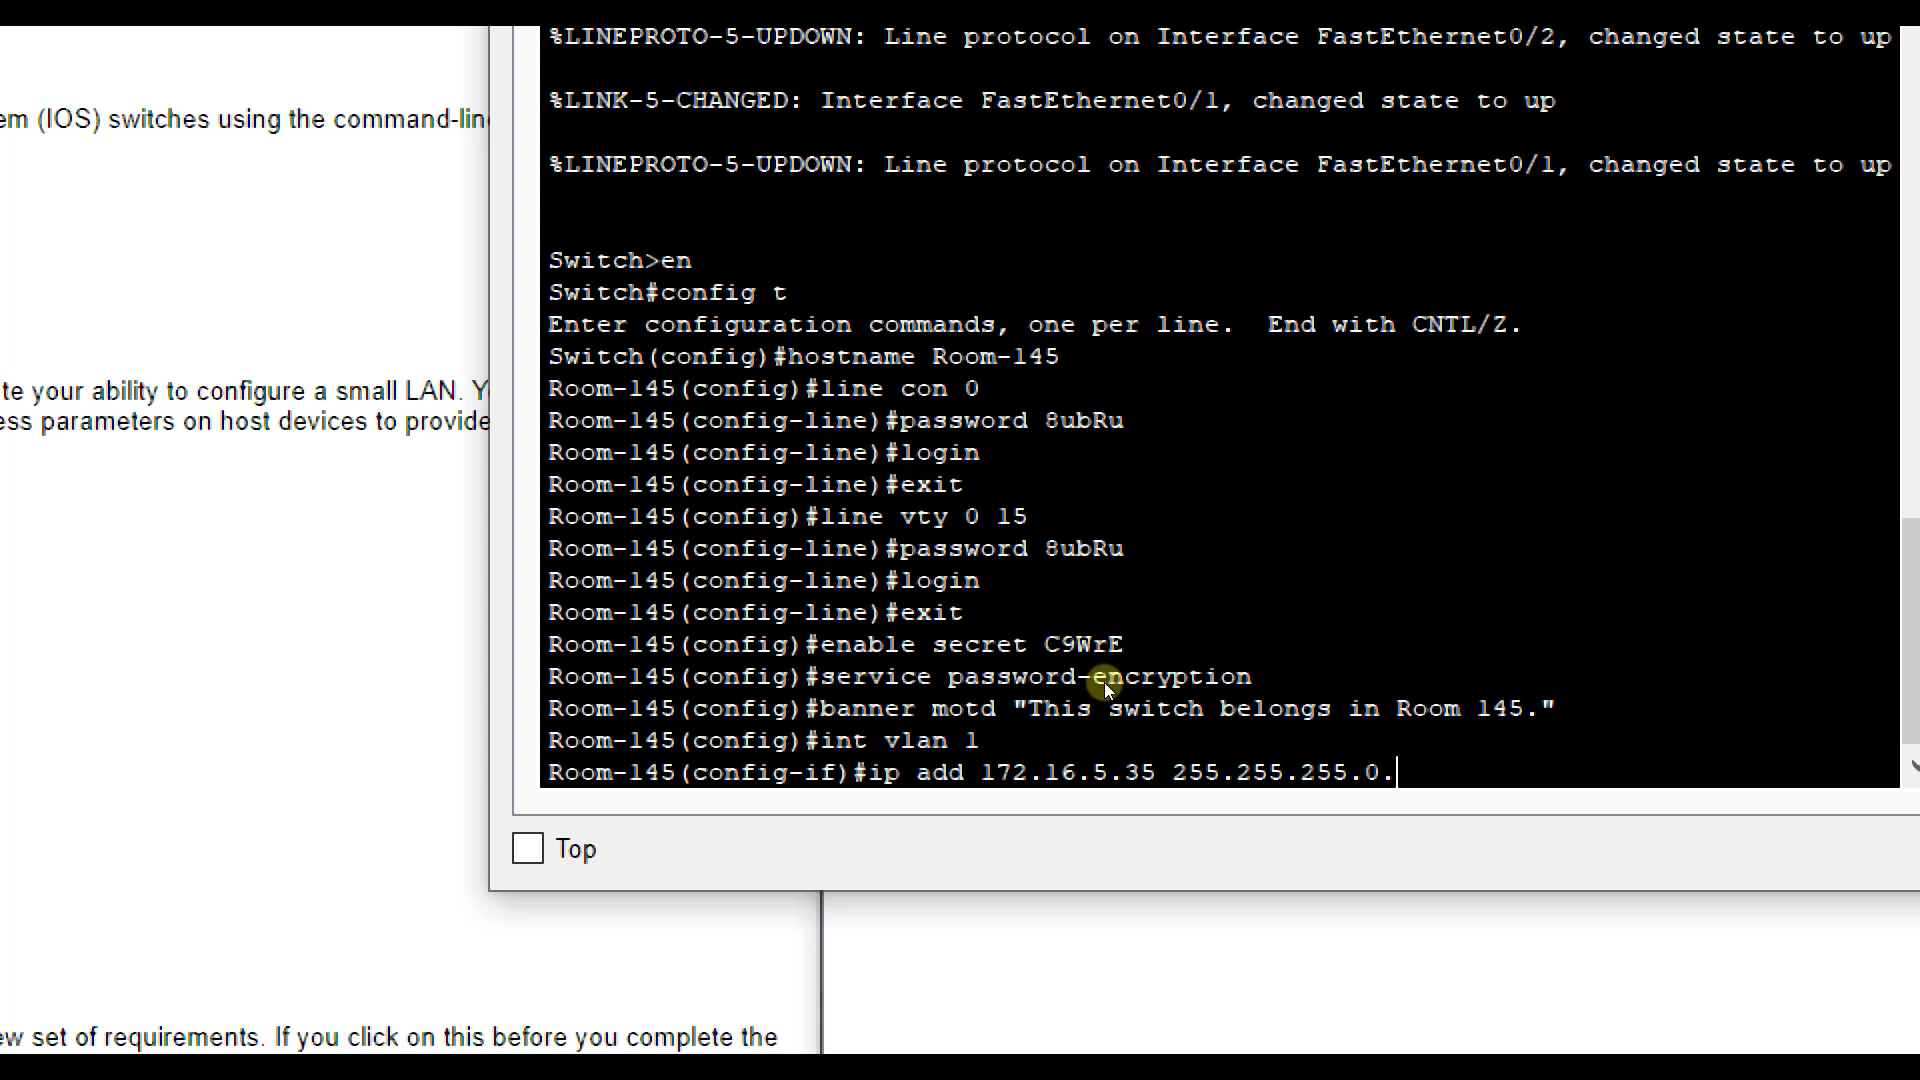 %LINEPROTO-5-UPDOWN: Line protocol on Interface FastEthernet0/2, changed state to up
em (IOS) switches using the command-lin
%LINK-5-CHANGED: Interface FastEthernet0/1, changed state to up
%LINEPROTO-5-UPDOWN: Line protocol on Interface FastEthernet0/1, changed state to up
Switch>en
Switch#config t
Enter configuration commands, one per line.  End with CNTL/Z.
Switch(config)#hostname Room-145
Room-145(config)#line con 0
te your ability to configure a small LAN. Y
ess parameters on host devices to provide
Room-145(config-line)#password 8ubRu
Room-145(config-line)#login
Room-145(config-line)#exit
Room-145(config)#line vty 0 15
Room-145(config-line)#password 8ubRu
Room-145(config-line)#login
Room-145(config-line)#exit
Room-145(config)#enable secret C9WrE
Room-145(config)#service password-encryption
Room-145(config)#banner motd "This switch belongs in Room 145."
Room-145(config)#int vlan 1
Room-145(config-if)#ip add 172.16.5.35 255.255.255.0.
Top
ew set of requirements. If you click on this before you complete the